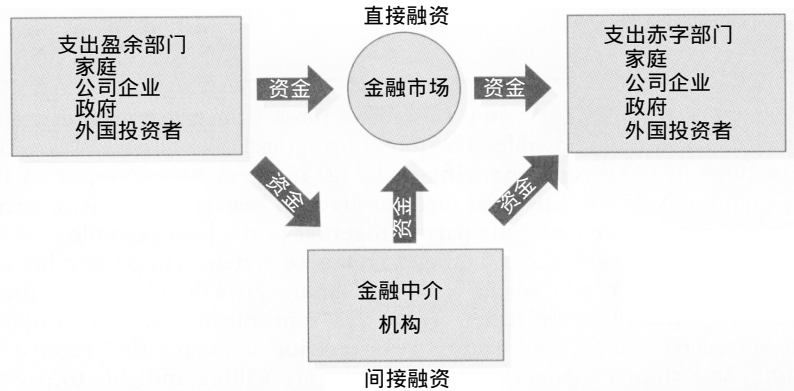 直接融资
支出盈余部门
家庭
公司企业
政府
外国投资者
资金
金融市场
资金
支出赤字部门
家庭
公司企业
政府
外国投资者
资金
资金
资金
金融中介
机构
间接融资